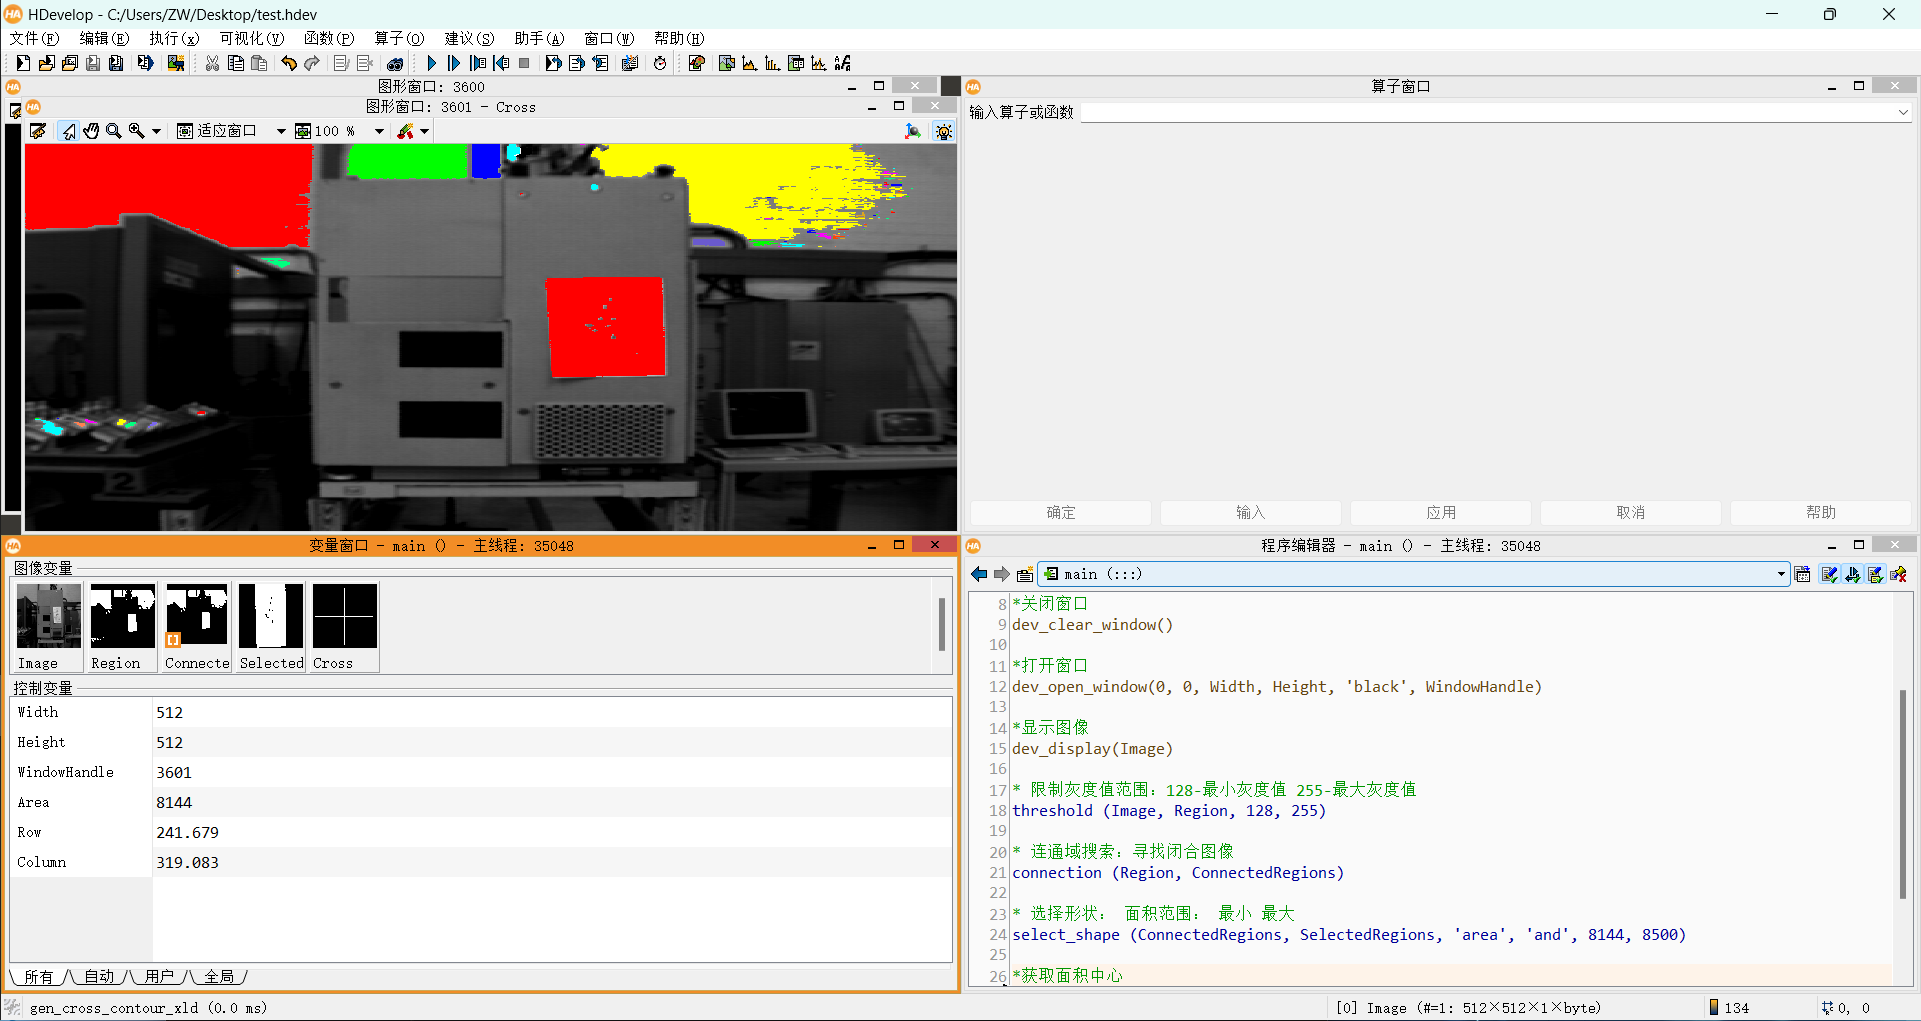 HDevelop - C:/Users/ZW/Desktop/test.hdev
文件(F) 编辑(E) 执行(x) 可视化(V) 函数(P) 算子(O) 建议(S) 助手(A) 窗口(W) 帮助(H)
图形窗口: 3600
图形窗口: 3601 - Cross
适应窗口 100 %
2
算子窗口
输入算子或函数
确定 输入 应用 取消 帮助
变量窗口 - main () - 主线程: 35048
图像变量
Image Region Connecte Selected Cross
控制变量
Width 512
Height 512
WindowHandle 3601
Area 8144
Row 241.679
Column 319.083
所有 自动 用户 全局
程序编辑器 - main () - 主线程: 35048
main (:::)
8 *关闭窗口
9 dev_clear_window()
10
11 *打开窗口
12 dev_open_window(0, 0, Width, Height, 'black', WindowHandle)
13
14 *显示图像
15 dev_display(Image)
16
17 * 限制灰度值范围: 128-最小灰度值 255-最大灰度值
18 threshold (Image, Region, 128, 255)
19
20 * 连通域搜索: 寻找闭合图像
21 connection (Region, ConnectedRegions)
22
23 * 选择形状: 面积范围: 最小 最大
24 select_shape (ConnectedRegions, SelectedRegions, 'area', 'and', 8144, 8500)
25
26 *获取面积中心
gen_cross_contour_xld (0.0 ms)
[0] Image (#=1: 512×512×1×byte)
134
0, 0